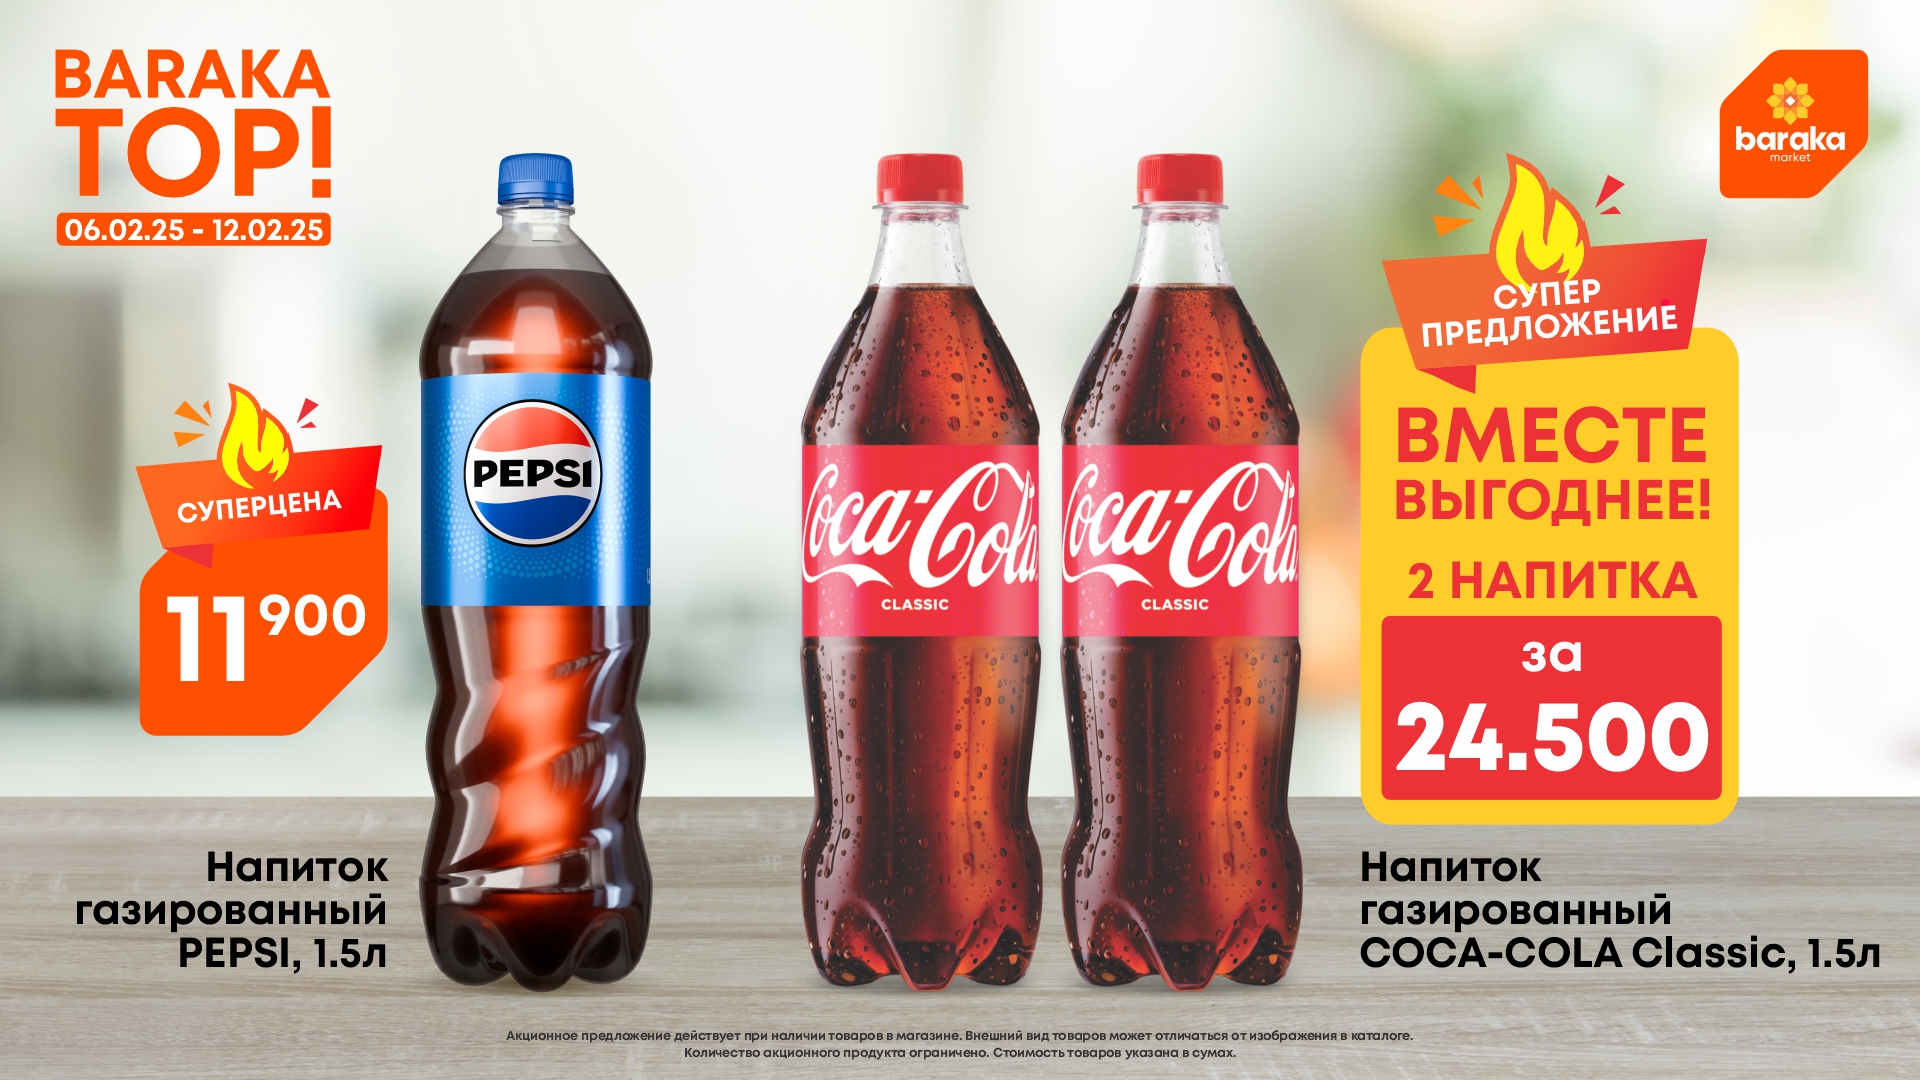 BARAKA
TOP!
06.02.25 - 12.02.25
baraka
market
СУПЕРЦЕНА
11 900
PEPSI
Напиток
газированный
PEPSI, 1.5л
Coca-Cola
CLASSIC
Coca-Cola
CLASSIC
СУПЕР
ПРЕДЛОЖЕНИЕ
ВМЕСТЕ
ВЫГОДНЕЕ!
2 НАПИТКА
за
24.500
Напиток
газированный
COCA-COLA Classic, 1.5л
Акционное предложение действует при наличии товаров в магазине. Внешний вид товаров может отличаться от изображения в каталоге.
Количество акционного продукта ограничено. Стоимость товаров указана в сумах.